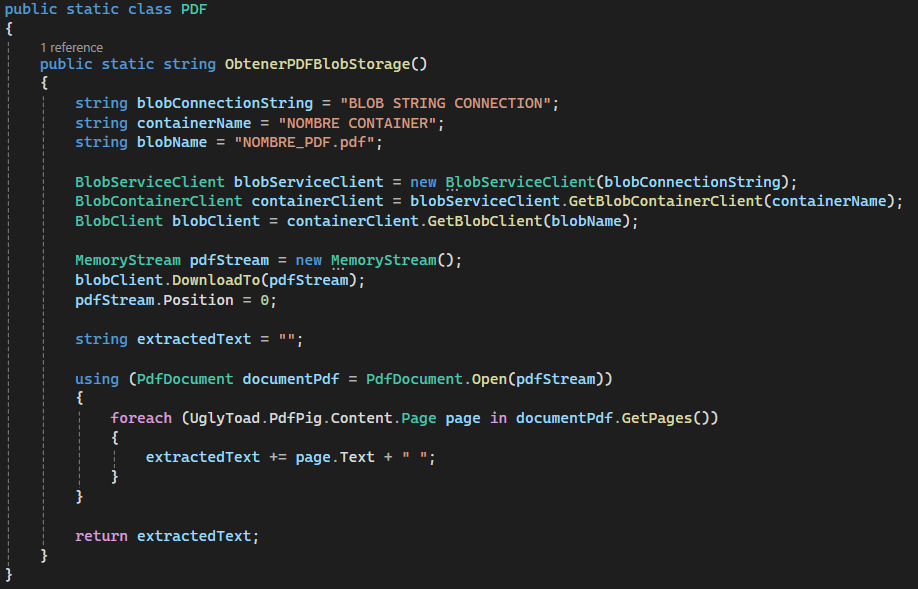 public static class PDF
{
1 reference
public static string ObtenerPDFBlobStorage()
{
string blobConnectionString = "BLOB STRING CONNECTION";
string containerName = "NOMBRE CONTAINER";
string blobName = "NOMBRE_PDF.pdf";
BlobServiceClient blobServiceClient = new BlobServiceClient(blobConnectionString);
BlobContainerClient containerClient = blobServiceClient.GetBlobContainerClient(containerName);
BlobClient blobClient = containerClient.GetBlobClient(blobName);
MemoryStream pdfStream = new MemoryStream();
blobClient.DownloadTo(pdfStream);
pdfStream.Position = 0;
string extractedText = "";
using (PdfDocument documentPdf = PdfDocument.Open(pdfStream))
{
foreach (UglyToad.PdfPig.Content.Page page in documentPdf.GetPages())
{
extractedText += page.Text + " ";
}
}
return extractedText;
}
}